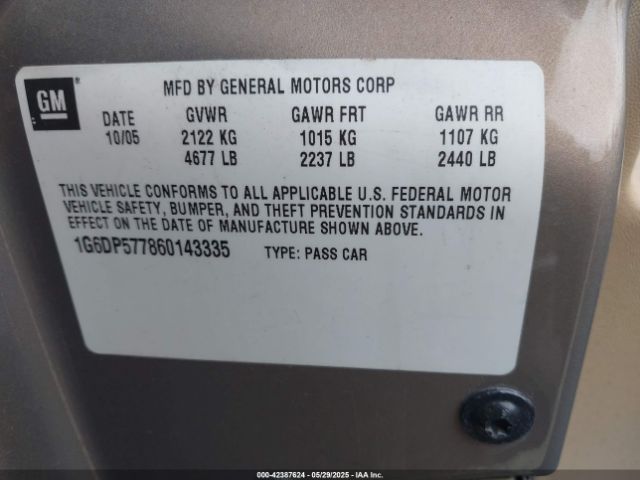 GM
MFD BY GENERAL MOTORS CORP
DATE GVWR GAWR FRT GAWR RR
10/05 2122 KG 1015 KG 1107 KG
4677 LB 2237 LB 2440 LB
THIS VEHICLE CONFORMS TO ALL APPLICABLE U.S. FEDERAL MOTOR
VEHICLE SAFETY, BUMPER, AND THEFT PREVENTION STANDARDS IN
EFFECT ON THE DATE OF MANUFACTURE SHOWN ABOVE.
1G6DP577860143335 TYPE: PASS CAR
000-42387624 - 05/29/2025 - IAA Inc.